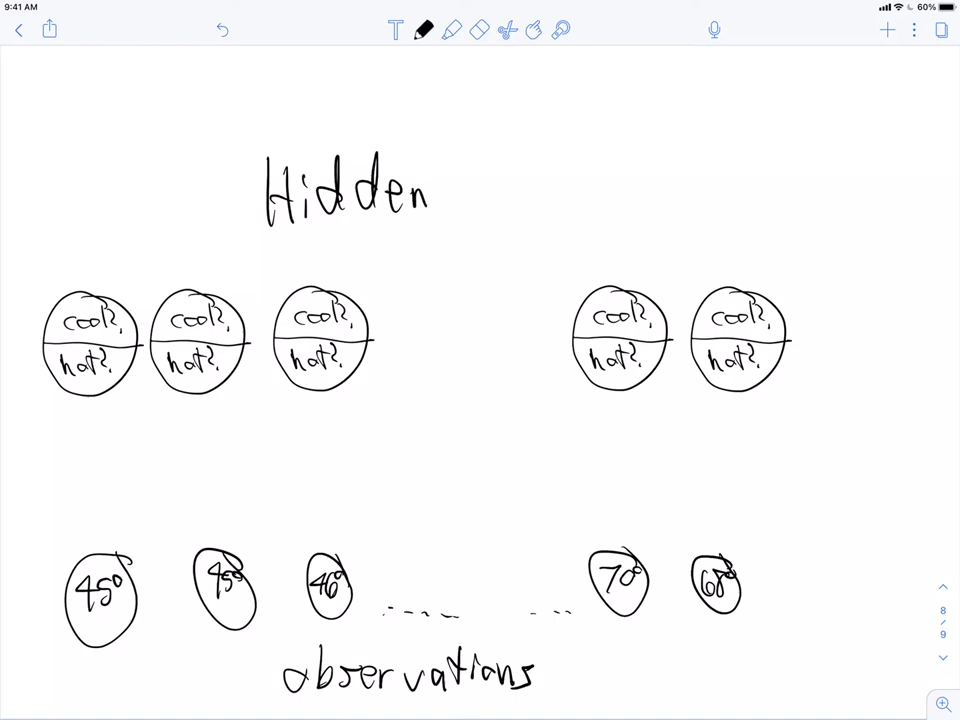 9:41 AM
60%
T
Hidden
cool? cool? cool? cool? cool?
hot? hot? hot? hot? hot?
45° 45° 46° ..... ... 70° 68°
observations
8
/
9